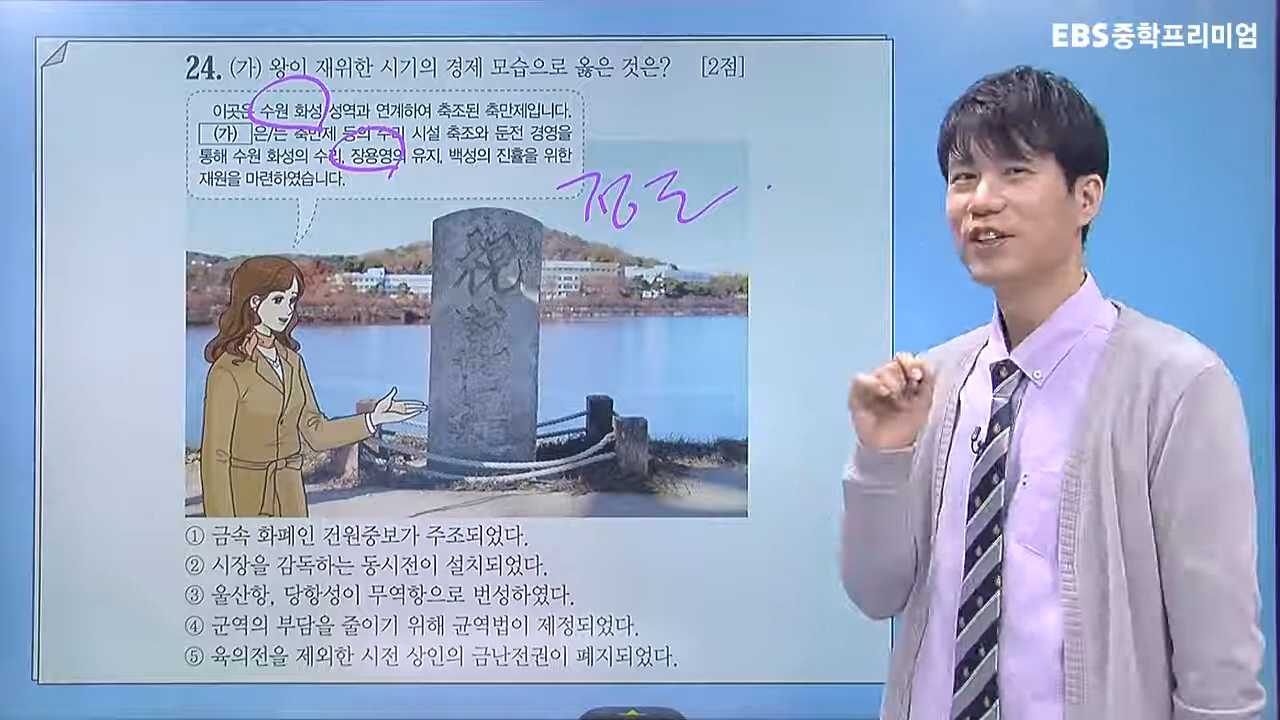 EBS중학프리미엄
24. (가) 왕이 재위한 시기의 경제 모습으로 옳은 것은? [2점]
이곳은 수원 화성 성역과 연계하여 축조된 축만제입니다.
(가) 은/는 축만제 등의 수리 시설 축조와 둔전 경영을
통해 수원 화성의 수리, 장용영의 유지, 백성의 진휼을 위한
재원을 마련하였습니다.
정조
① 금속 화폐인 건원중보가 주조되었다.
② 시장을 감독하는 동시전이 설치되었다.
③ 울산항, 당항성이 무역항으로 번성하였다.
④ 군역의 부담을 줄이기 위해 균역법이 제정되었다.
⑤ 육의전을 제외한 시전 상인의 금난전권이 폐지되었다.